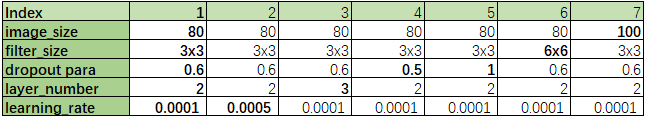 Index 1 2 3 4 5 6 7
image_size 80 80 80 80 80 80 100
filter_size 3x3 3x3 3x3 3x3 3x3 6x6 3x3
dropout para 0.6 0.6 0.6 0.5 1 0.6 0.6
layer_number 2 2 3 2 2 2 2
learning_rate 0.0001 0.0005 0.0001 0.0001 0.0001 0.0001 0.0001